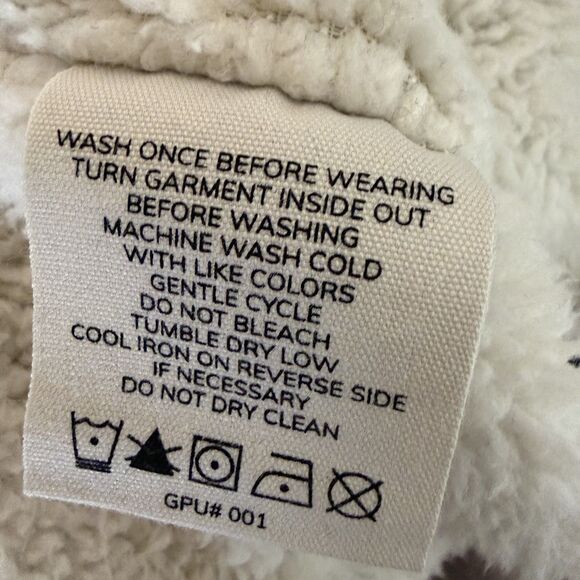 WASH ONCE BEFORE WEARING
TURN GARMENT INSIDE OUT
BEFORE WASHING
MACHINE WASH COLD
WITH LIKE COLORS
GENTLE CYCLE
DO NOT BLEACH
TUMBLE DRY LOW
COOL IRON ON REVERSE SIDE
IF NECESSARY
DO NOT DRY CLEAN
GPU# 001